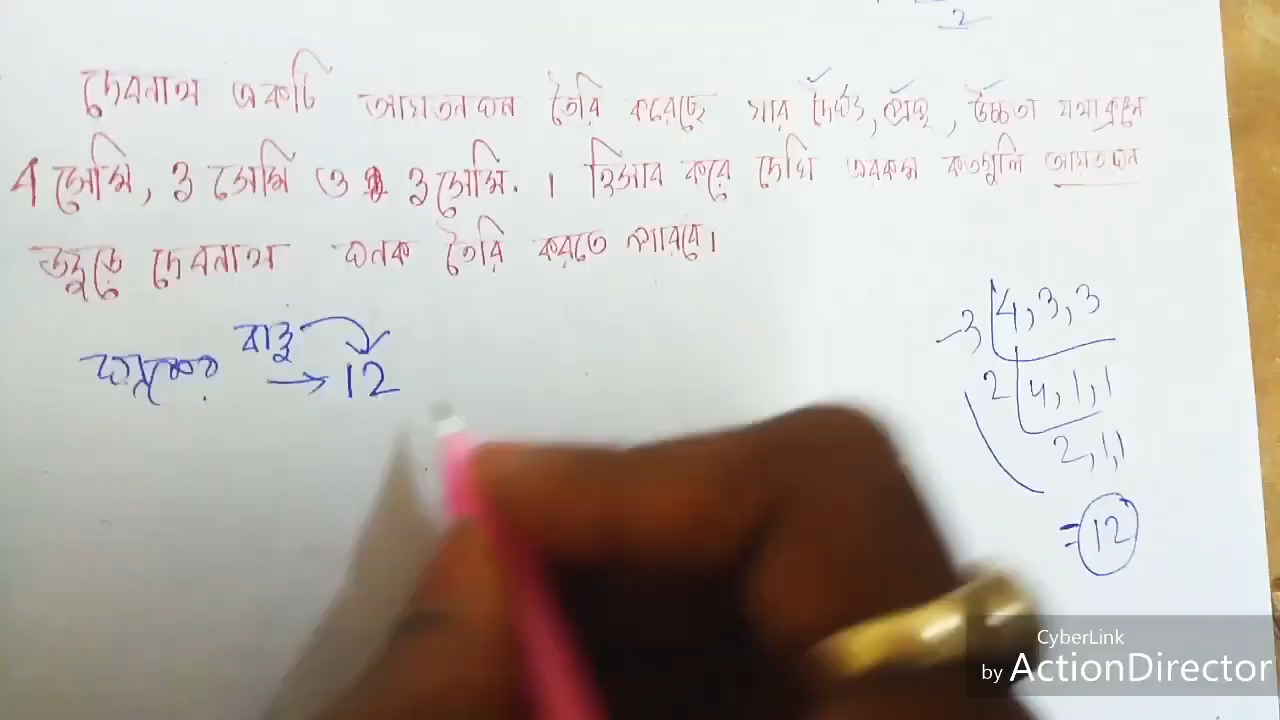 2
দেবনাথ একটি আয়তঘন তৈরি করেছে যার দৈর্ঘ্য, প্রস্থ, উচ্চতা যথাক্রমে
4 সেমি, 3 সেমি ও 3 সেমি. । হিসাব করে দেখি এরকম কতগুলি আয়তঘন
জুড়ে দেবনাথ ঘনক তৈরি করতে পারবে।
ঘনকের বাহু → 12
3 4, 3, 3
2 4, 1, 1
2, 1, 1
= 12
CyberLink
by ActionDirector